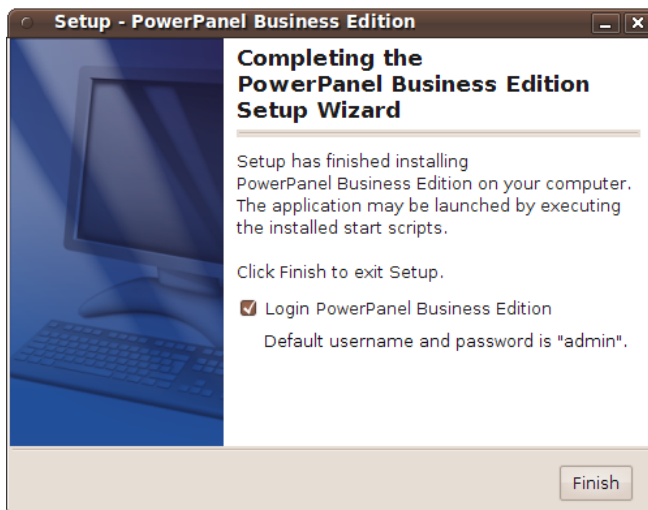 Setup - PowerPanel Business Edition
Completing the
PowerPanel Business Edition
Setup Wizard
Setup has finished installing
PowerPanel Business Edition on your computer.
The application may be launched by executing
the installed start scripts.
Click Finish to exit Setup.
Login PowerPanel Business Edition
Default username and password is "admin".
Finish